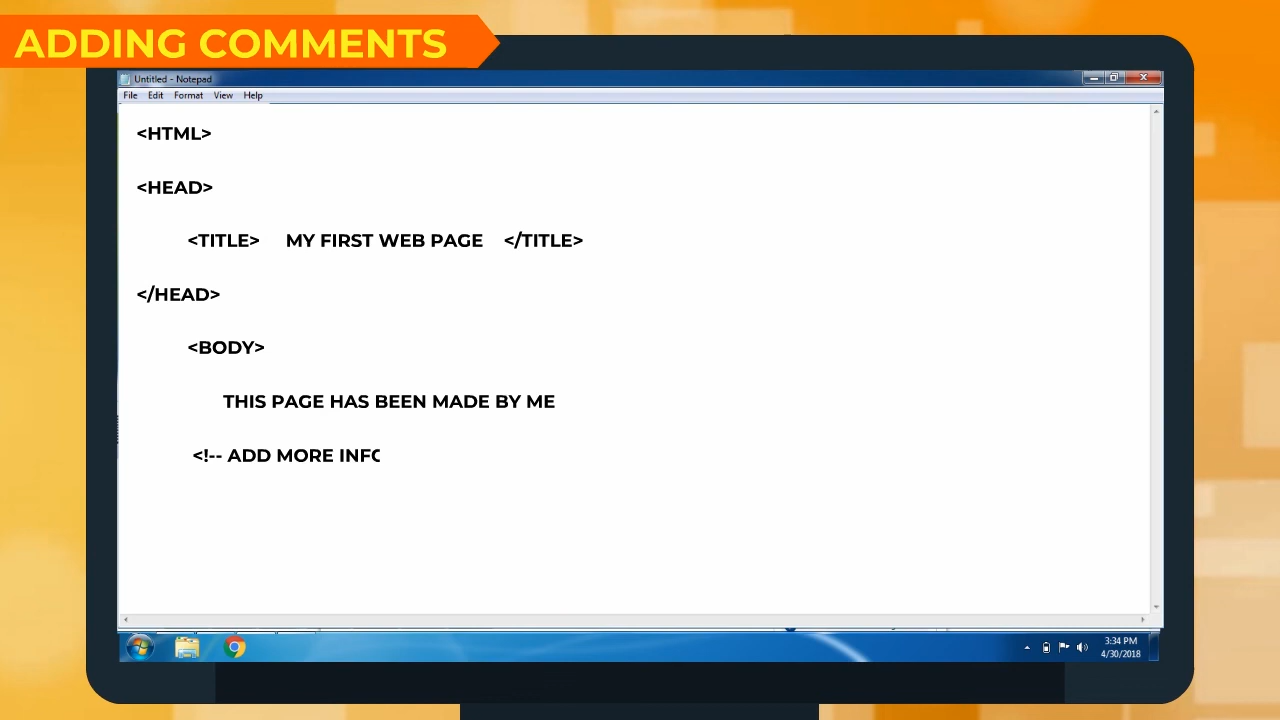 ADDING COMMENTS
Untitled - Notepad
File Edit Format View Help
<HTML>
<HEAD>
<TITLE> MY FIRST WEB PAGE </TITLE>
</HEAD>
<BODY>
THIS PAGE HAS BEEN MADE BY ME
<!-- ADD MORE INFO
3:34 PM
4/30/2018